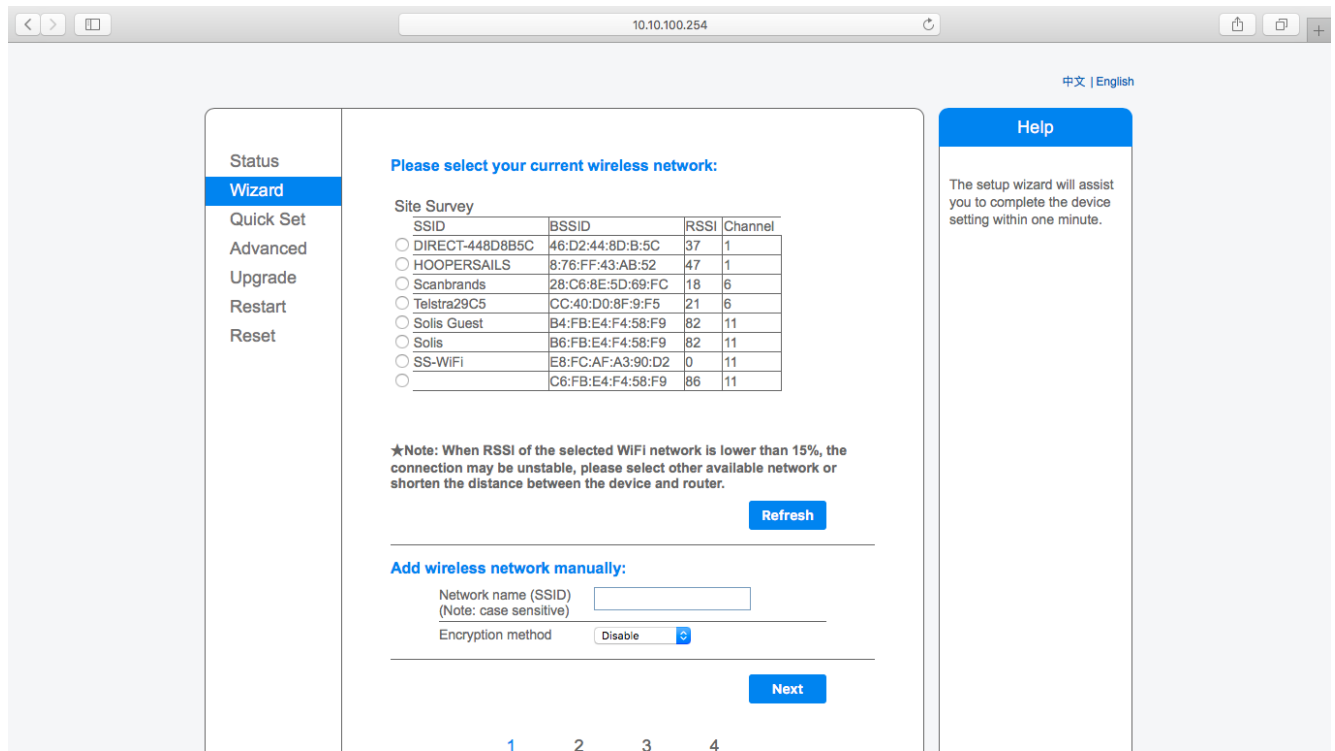 10.10.100.254
中文 | English
Status
Wizard
Quick Set
Advanced
Upgrade
Restart
Reset
Please select your current wireless network:
Site Survey
SSID BSSID RSSI Channel
DIRECT-448D8B5C 46:D2:44:8D:B:5C 37 1
HOOPERSAILS 8:76:FF:43:AB:52 47 1
Scanbrands 28:C6:8E:5D:69:FC 18 6
Telstra29C5 CC:40:D0:8F:9:F5 21 6
Solis Guest B4:FB:E4:F4:58:F9 82 11
Solis B6:FB:E4:F4:58:F9 82 11
SS-WiFi E8:FC:AF:A3:90:D2 0 11
C6:FB:E4:F4:58:F9 86 11
★Note: When RSSI of the selected WiFi network is lower than 15%, the
connection may be unstable, please select other available network or
shorten the distance between the device and router.
Refresh
Add wireless network manually:
Network name (SSID)
(Note: case sensitive)
Encryption method Disable
Next
1 2 3 4
Help
The setup wizard will assist
you to complete the device
setting within one minute.